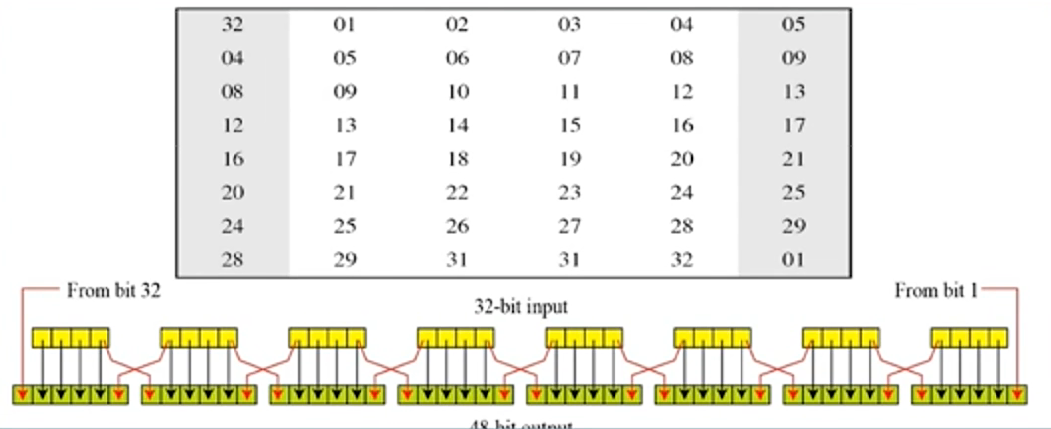 32 01 02 03 04 05
04 05 06 07 08 09
08 09 10 11 12 13
12 13 14 15 16 17
16 17 18 19 20 21
20 21 22 23 24 25
24 25 26 27 28 29
28 29 31 31 32 01
From bit 32
From bit 1
32-bit input
48-bit output